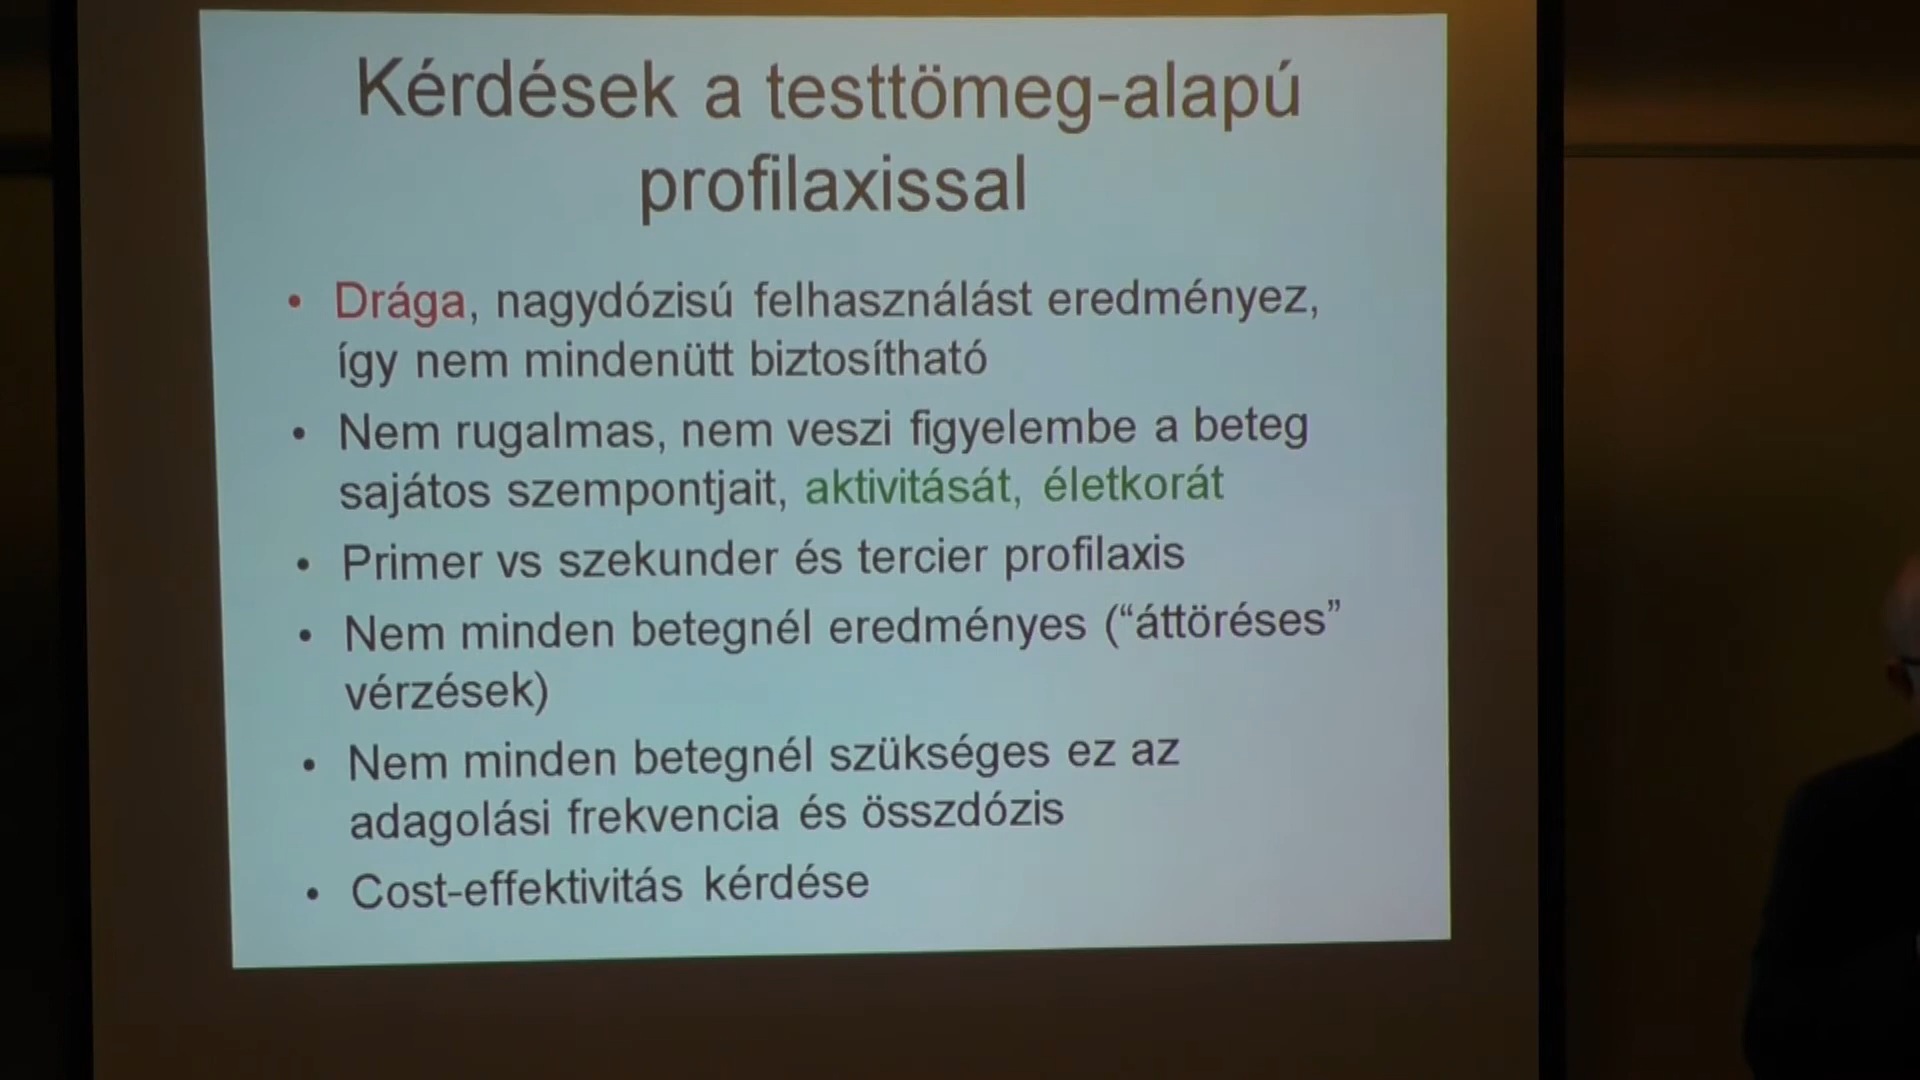 Kérdések a testtömeg-alapú
profilaxissal
• Drága, nagydózisú felhasználást eredményez,
így nem mindenütt biztosítható
• Nem rugalmas, nem veszi figyelembe a beteg
sajátos szempontjait, aktivitását, életkorát
• Primer vs szekunder és tercier profilaxis
• Nem minden betegnél eredményes (“áttöréses”
vérzések)
• Nem minden betegnél szükséges ez az
adagolási frekvencia és összdózis
• Cost-effektivitás kérdése